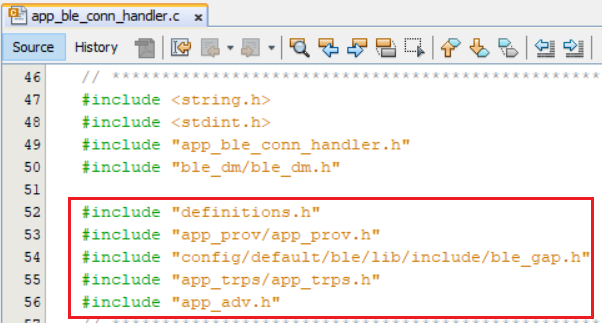 app_ble_conn_handler.c x
Source History
46 // *************************************************
47 #include <string.h>
48 #include <stdint.h>
49 #include "app_ble_conn_handler.h"
50 #include "ble_dm/ble_dm.h"
51
52 #include "definitions.h"
53 #include "app_prov/app_prov.h"
54 #include "config/default/ble/lib/include/ble_gap.h"
55 #include "app_trps/app_trps.h"
56 #include "app_adv.h"